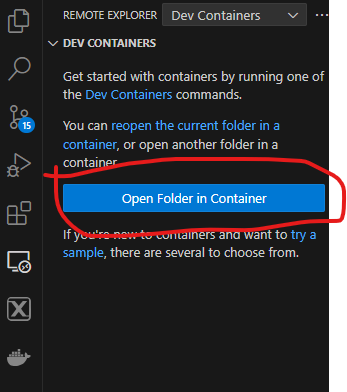 REMOTE EXPLORER Dev Containers
DEV CONTAINERS
Get started with containers by running one of
the Dev Containers commands.
You can reopen the current folder in a
container, or open another folder in a
container.
15
Open Folder in Container
If you're new to containers and want to try a
sample, there are several to choose from.